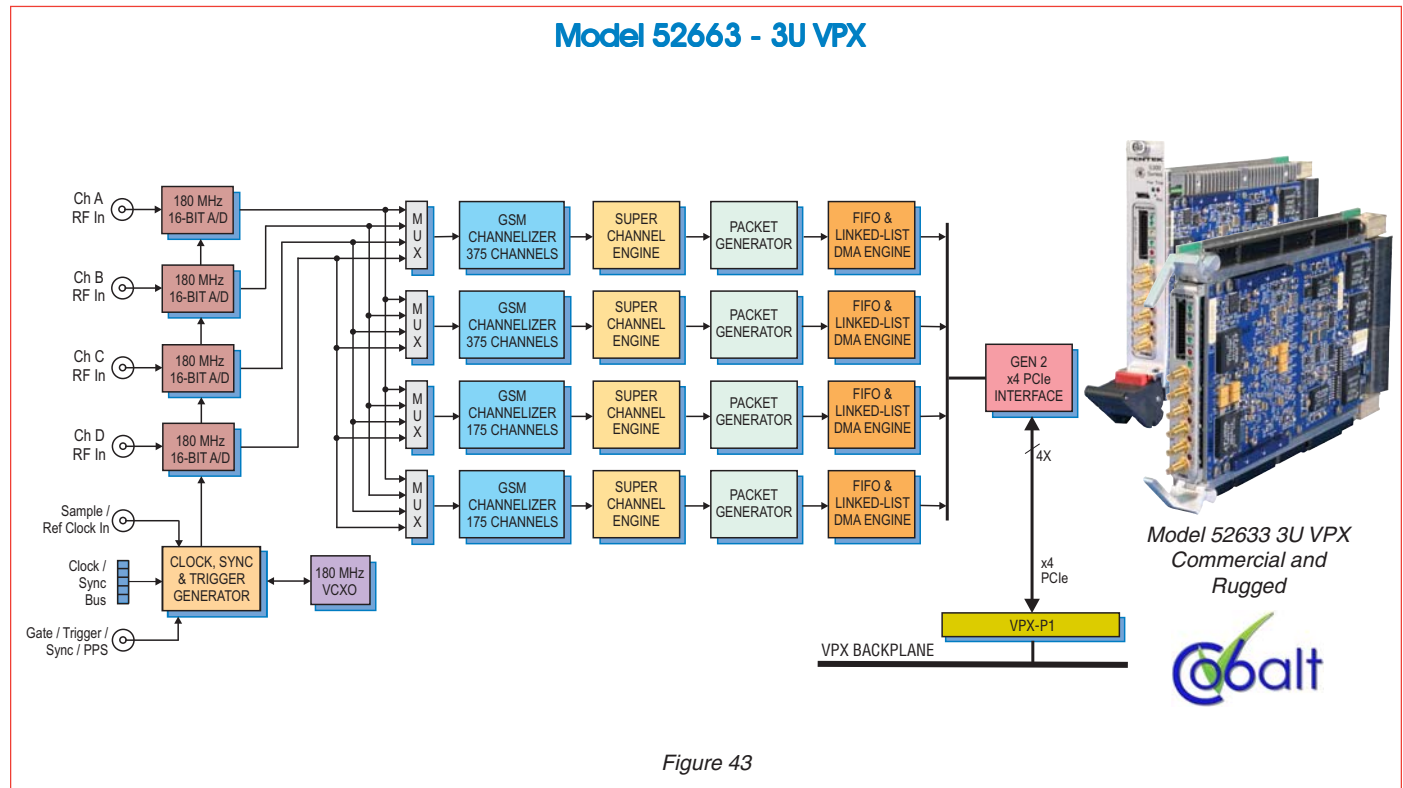 Model 52663 - 3U VPX
Ch A
RF In
180 MHz
16-BIT A/D
Ch B
RF In
180 MHz
16-BIT A/D
Ch C
RF In
180 MHz
16-BIT A/D
Ch D
RF In
180 MHz
16-BIT A/D
Sample /
Ref Clock In
Clock /
Sync
Bus
Gate / Trigger /
Sync / PPS
CLOCK, SYNC
& TRIGGER
GENERATOR
180 MHz
VCXO
M
U
X
GSM
CHANNELIZER
375 CHANNELS
SUPER
CHANNEL
ENGINE
PACKET
GENERATOR
FIFO &
LINKED-LIST
DMA ENGINE
M
U
X
GSM
CHANNELIZER
375 CHANNELS
SUPER
CHANNEL
ENGINE
PACKET
GENERATOR
FIFO &
LINKED-LIST
DMA ENGINE
M
U
X
GSM
CHANNELIZER
175 CHANNELS
SUPER
CHANNEL
ENGINE
PACKET
GENERATOR
FIFO &
LINKED-LIST
DMA ENGINE
M
U
X
GSM
CHANNELIZER
175 CHANNELS
SUPER
CHANNEL
ENGINE
PACKET
GENERATOR
FIFO &
LINKED-LIST
DMA ENGINE
GEN 2
x4 PCIe
INTERFACE
4X
x4
PCIe
VPX-P1
VPX BACKPLANE
PENTEK
Model 52633 3U VPX
Commercial and
Rugged
Cobalt
Figure 43